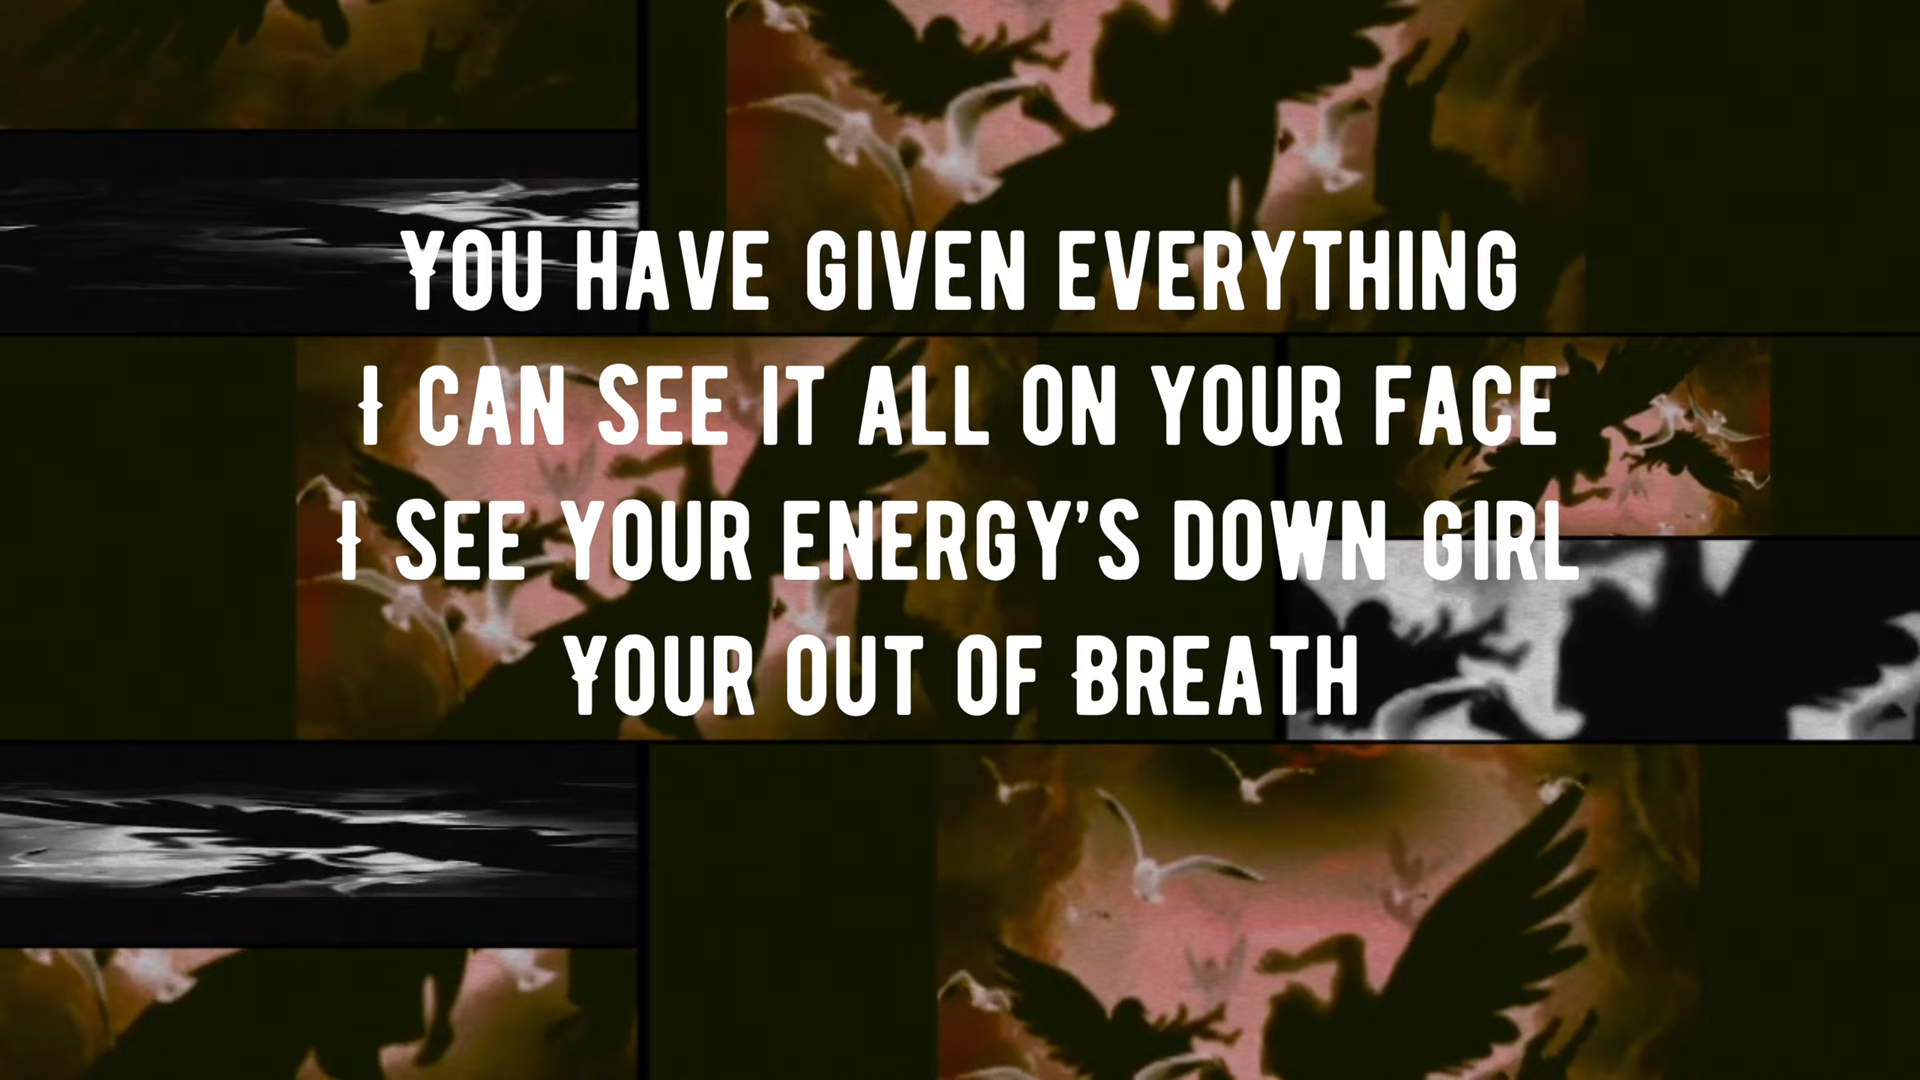 YOU HAVE GIVEN EVERYTHING
I CAN SEE IT ALL ON YOUR FACE
I SEE YOUR ENERGY'S DOWN GIRL
YOUR OUT OF BREATH